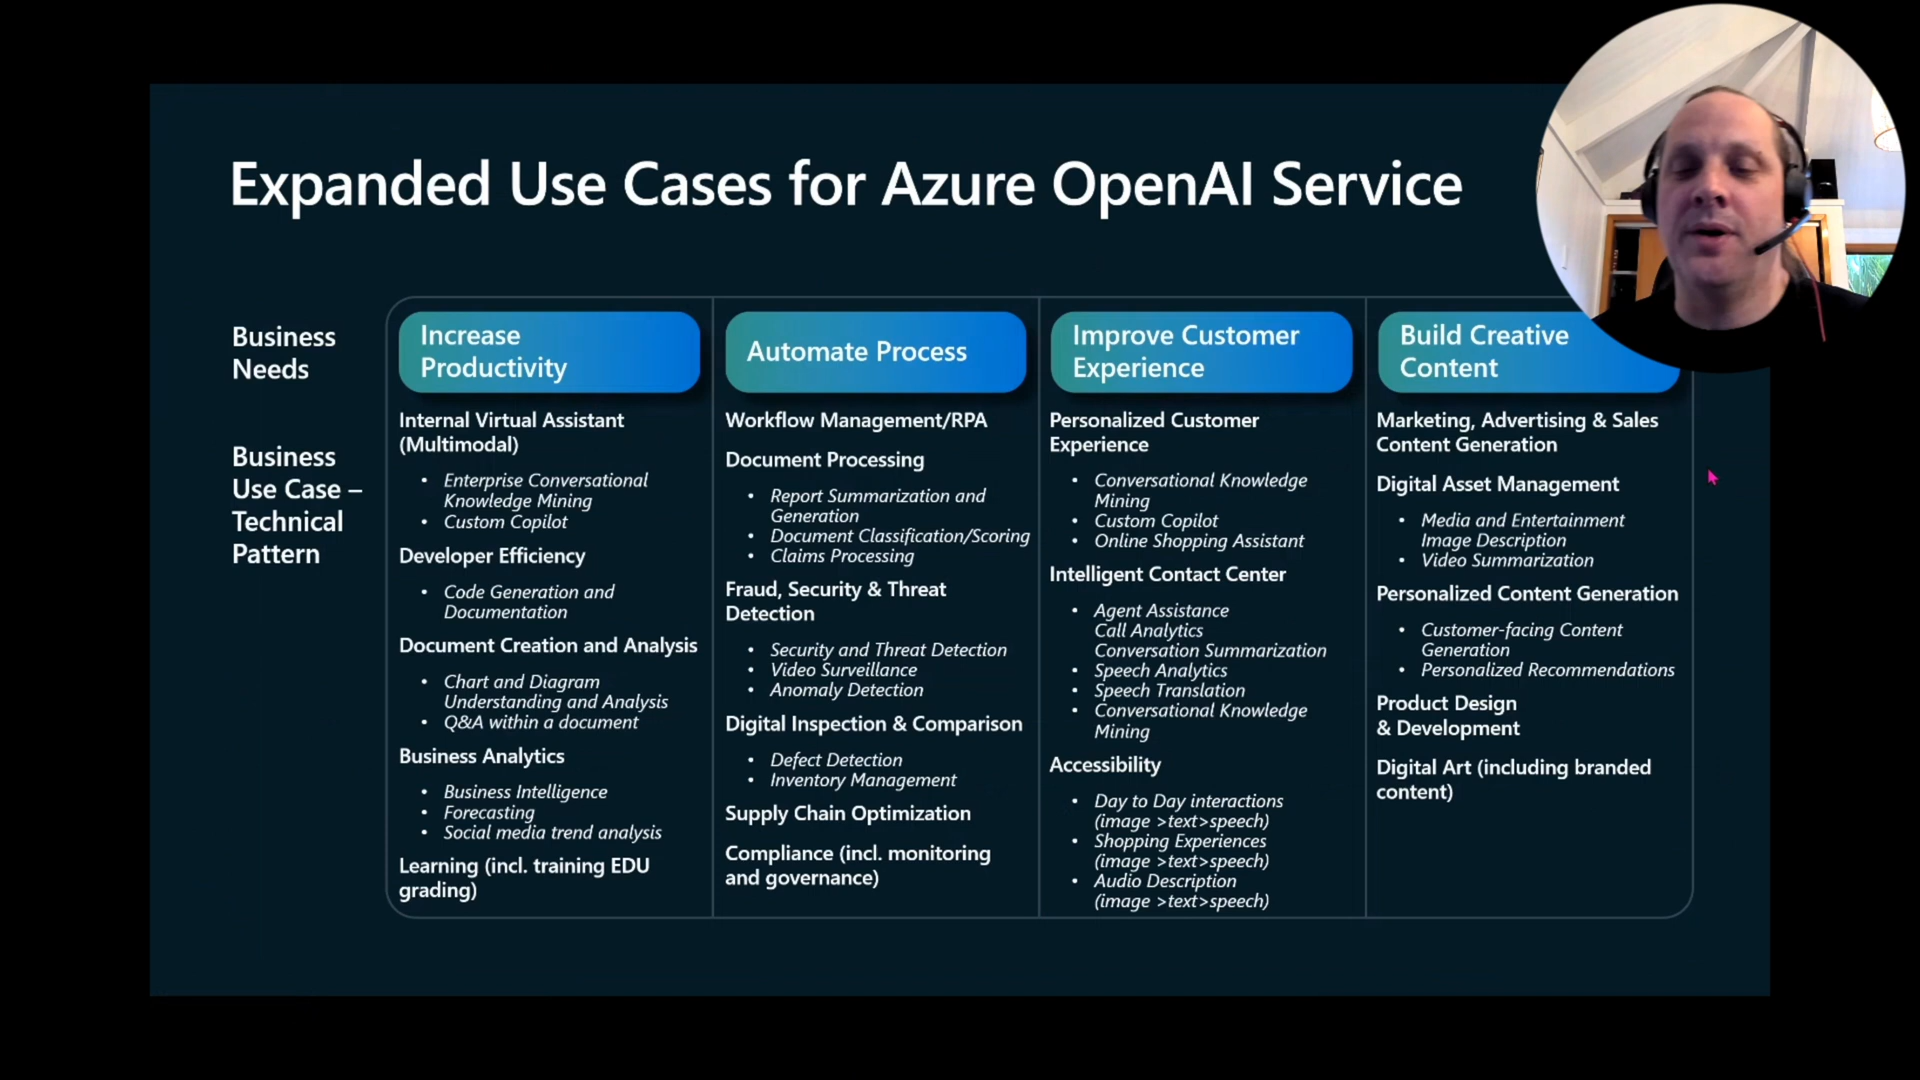 Expanded Use Cases for Azure OpenAI Service
Business
Needs
Business
Use Case –
Technical
Pattern
Increase
Productivity
Internal Virtual Assistant
(Multimodal)
• Enterprise Conversational
Knowledge Mining
• Custom Copilot
Developer Efficiency
• Code Generation and
Documentation
Document Creation and Analysis
• Chart and Diagram
Understanding and Analysis
• Q&A within a document
Business Analytics
• Business Intelligence
• Forecasting
• Social media trend analysis
Learning (incl. training EDU
grading)
Automate Process
Workflow Management/RPA
Document Processing
• Report Summarization and
Generation
• Document Classification/Scoring
• Claims Processing
Fraud, Security & Threat
Detection
• Security and Threat Detection
• Video Surveillance
• Anomaly Detection
Digital Inspection & Comparison
• Defect Detection
• Inventory Management
Supply Chain Optimization
Compliance (incl. monitoring
and governance)
Improve Customer
Experience
Personalized Customer
Experience
• Conversational Knowledge
Mining
• Custom Copilot
• Online Shopping Assistant
Intelligent Contact Center
• Agent Assistance
Call Analytics
Conversation Summarization
• Speech Analytics
• Speech Translation
• Conversational Knowledge
Mining
Accessibility
• Day to Day interactions
(image >text>speech)
• Shopping Experiences
(image >text>speech)
• Audio Description
(image >text>speech)
Build Creative
Content
Marketing, Advertising & Sales
Content Generation
Digital Asset Management
• Media and Entertainment
Image Description
• Video Summarization
Personalized Content Generation
• Customer-facing Content
Generation
• Personalized Recommendations
Product Design
& Development
Digital Art (including branded
content)